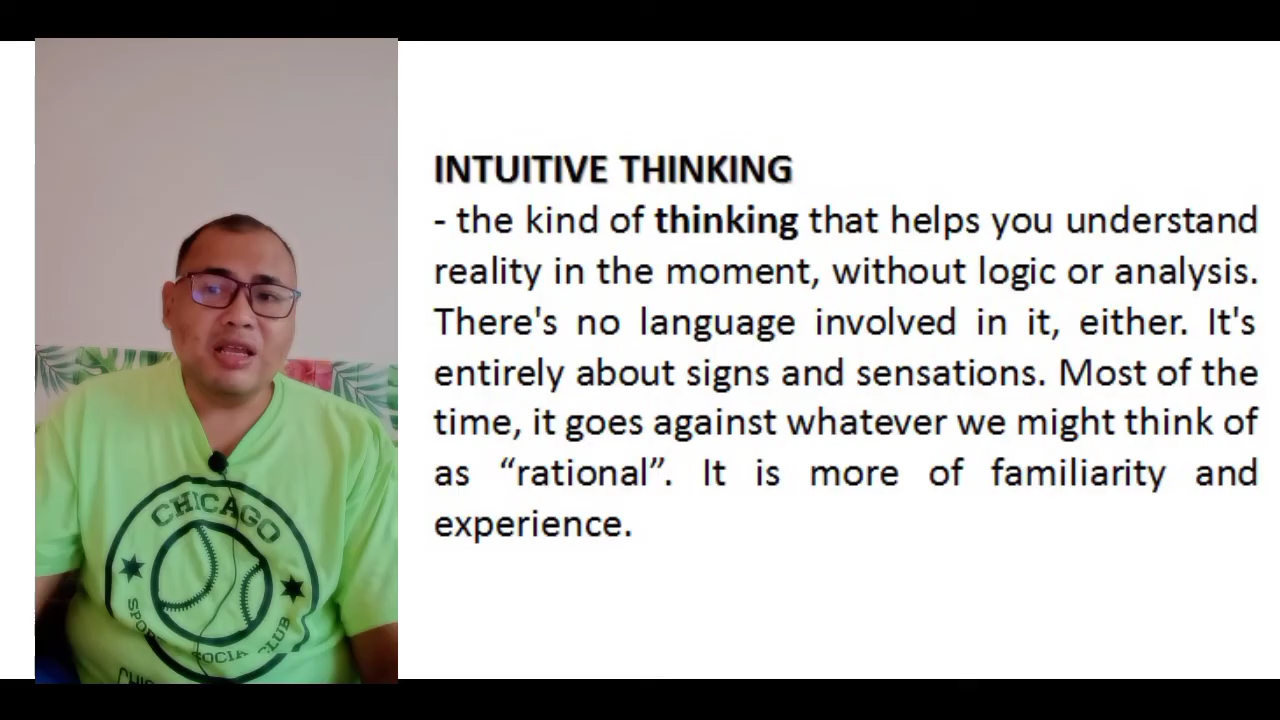 INTUITIVE THINKING
- the kind of thinking that helps you understand
reality in the moment, without logic or analysis.
There's no language involved in it, either. It's
entirely about signs and sensations. Most of the
time, it goes against whatever we might think of
as “rational”. It is more of familiarity and
experience.
CHICAGO
SOCIAL CLUB